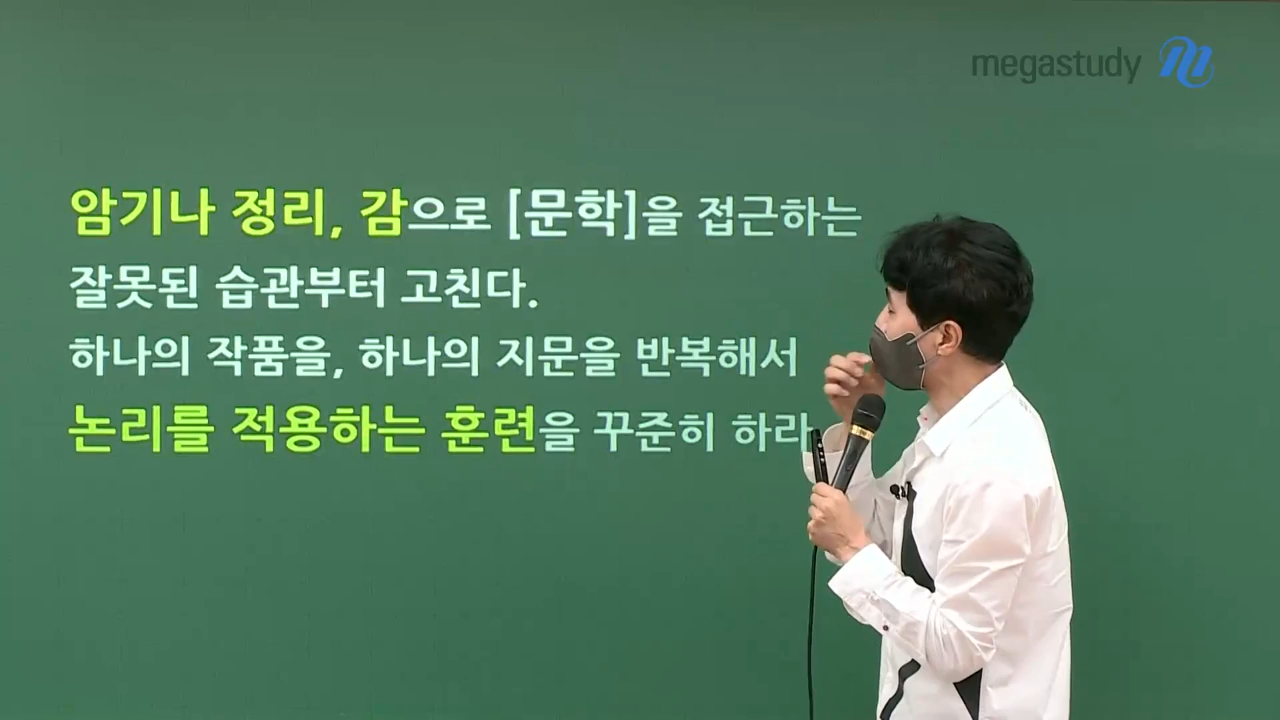 megastudy
암기나 정리, 감으로 [문학]을 접근하는
잘못된 습관부터 고친다.
하나의 작품을, 하나의 지문을 반복해서
논리를 적용하는 훈련을 꾸준히 하라